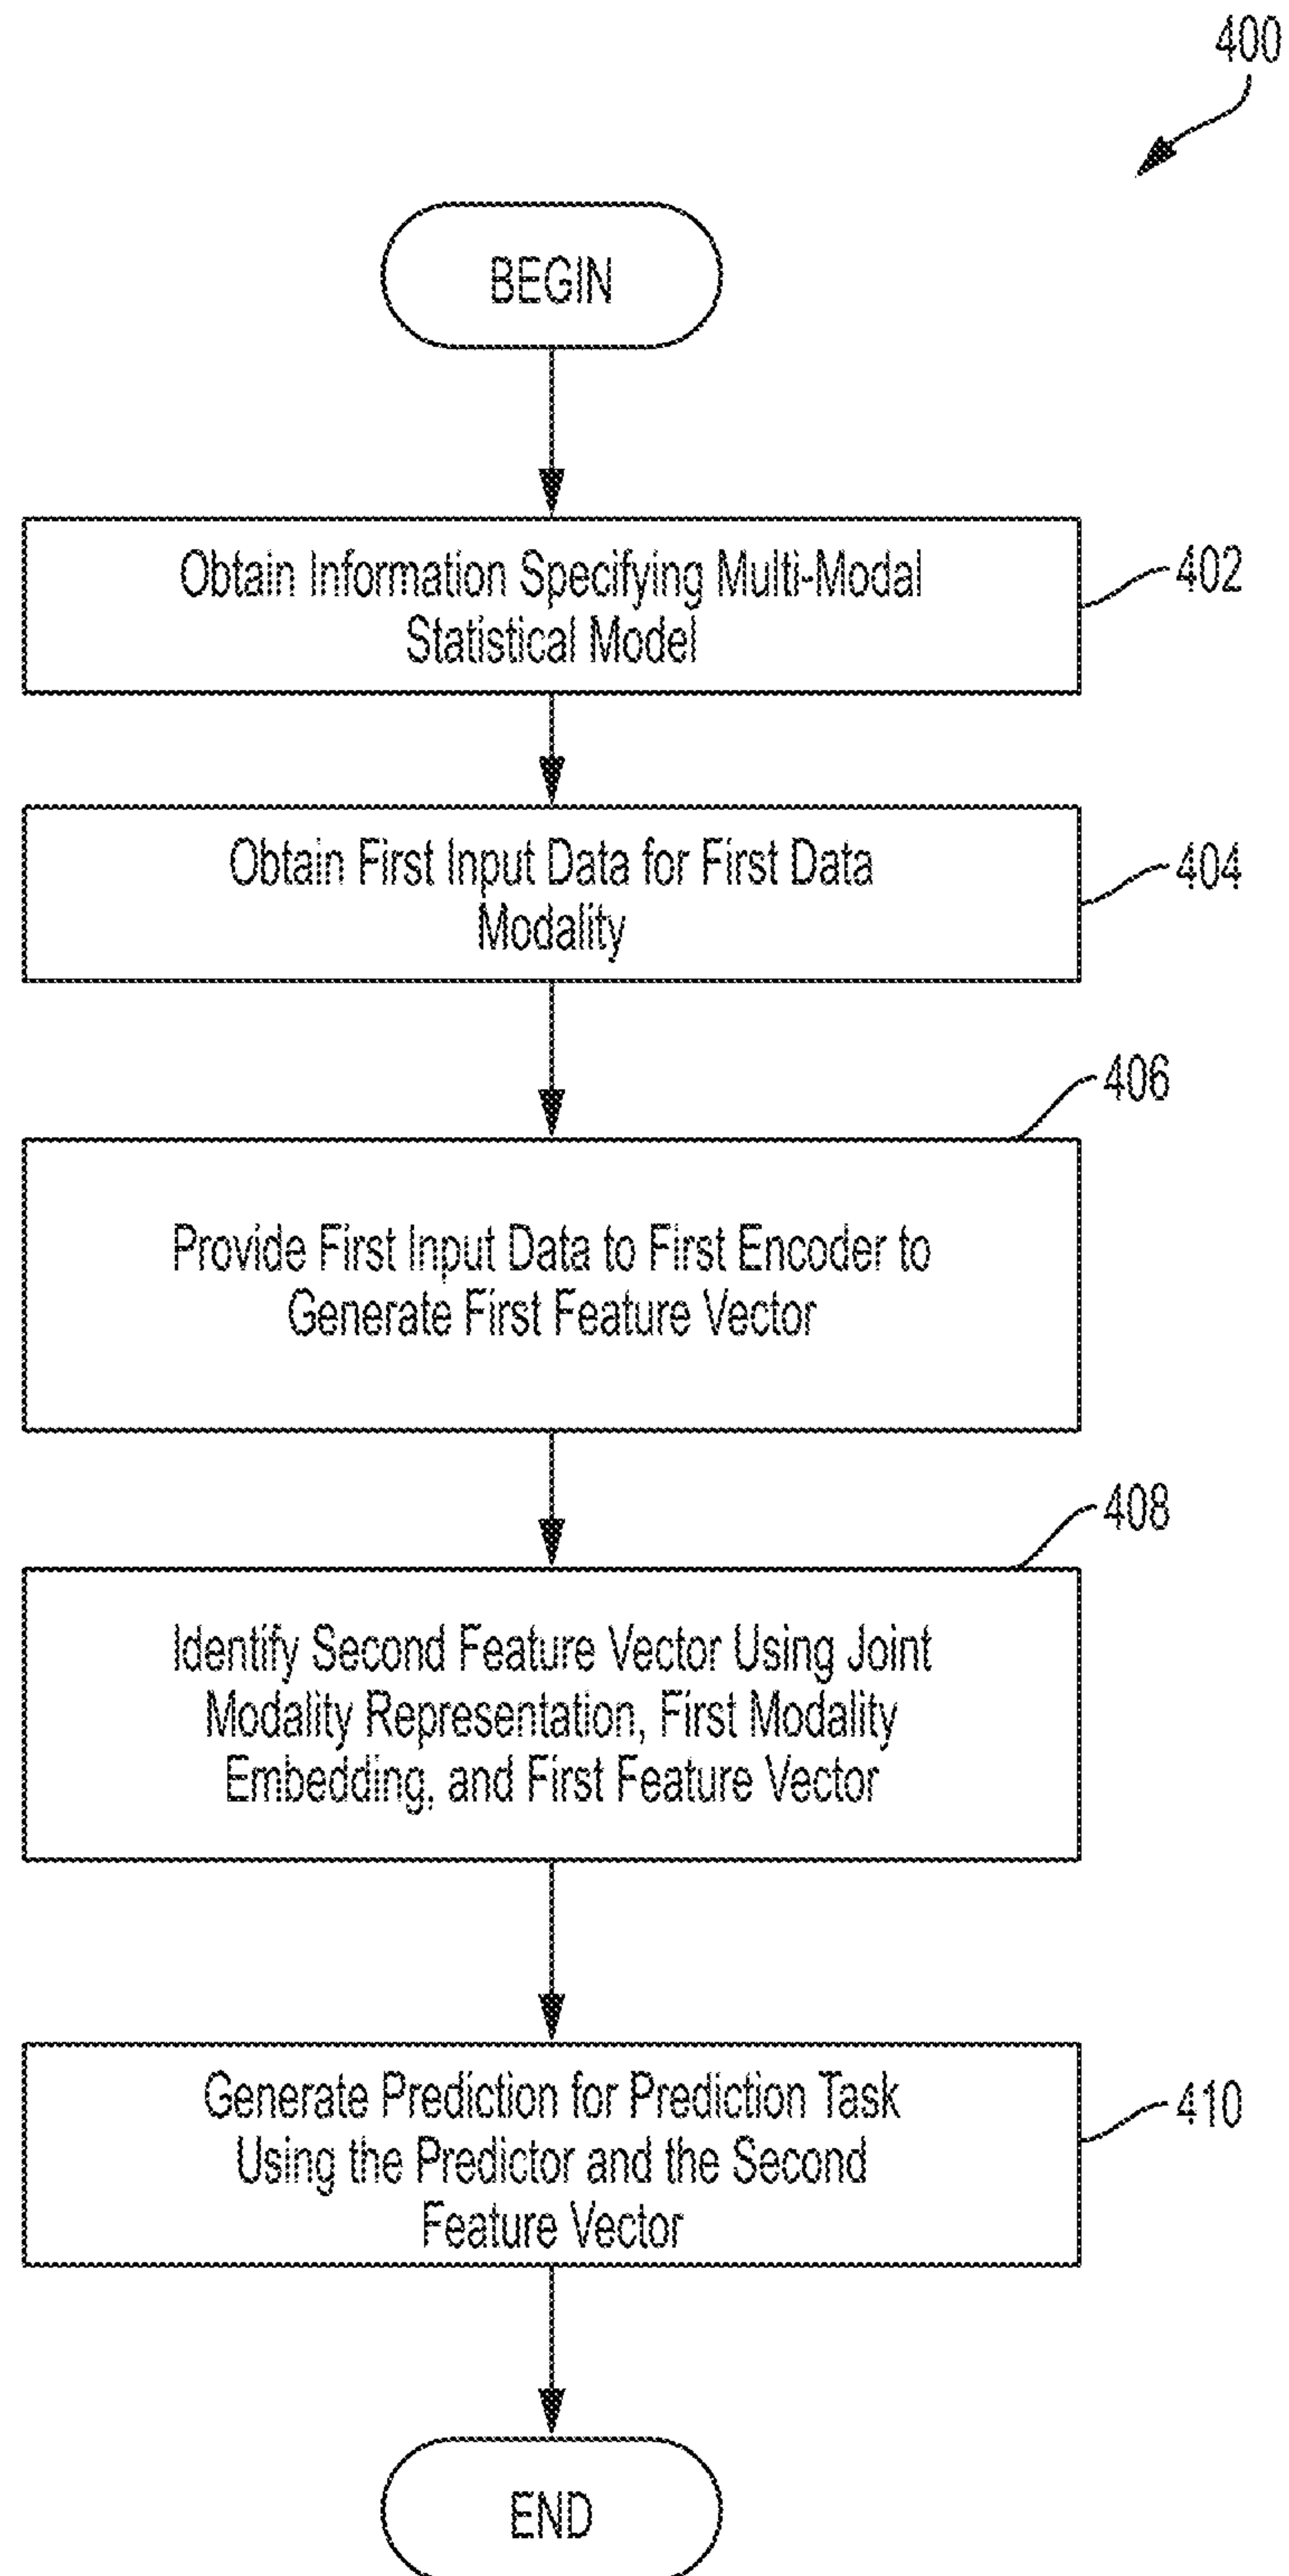 400
BEGIN
Obtain Information Specifying Multi-Modal
Statistical Model
402
Obtain First Input Data for First Data
Modality
404
406
Provide First Input Data to First Encoder to
Generate First Feature Vector
408
Identify Second Feature Vector Using Joint
Modality Representation, First Modality
Embedding, and First Feature Vector
Generate Prediction for Prediction Task
Using the Predictor and the Second
Feature Vector
410
END